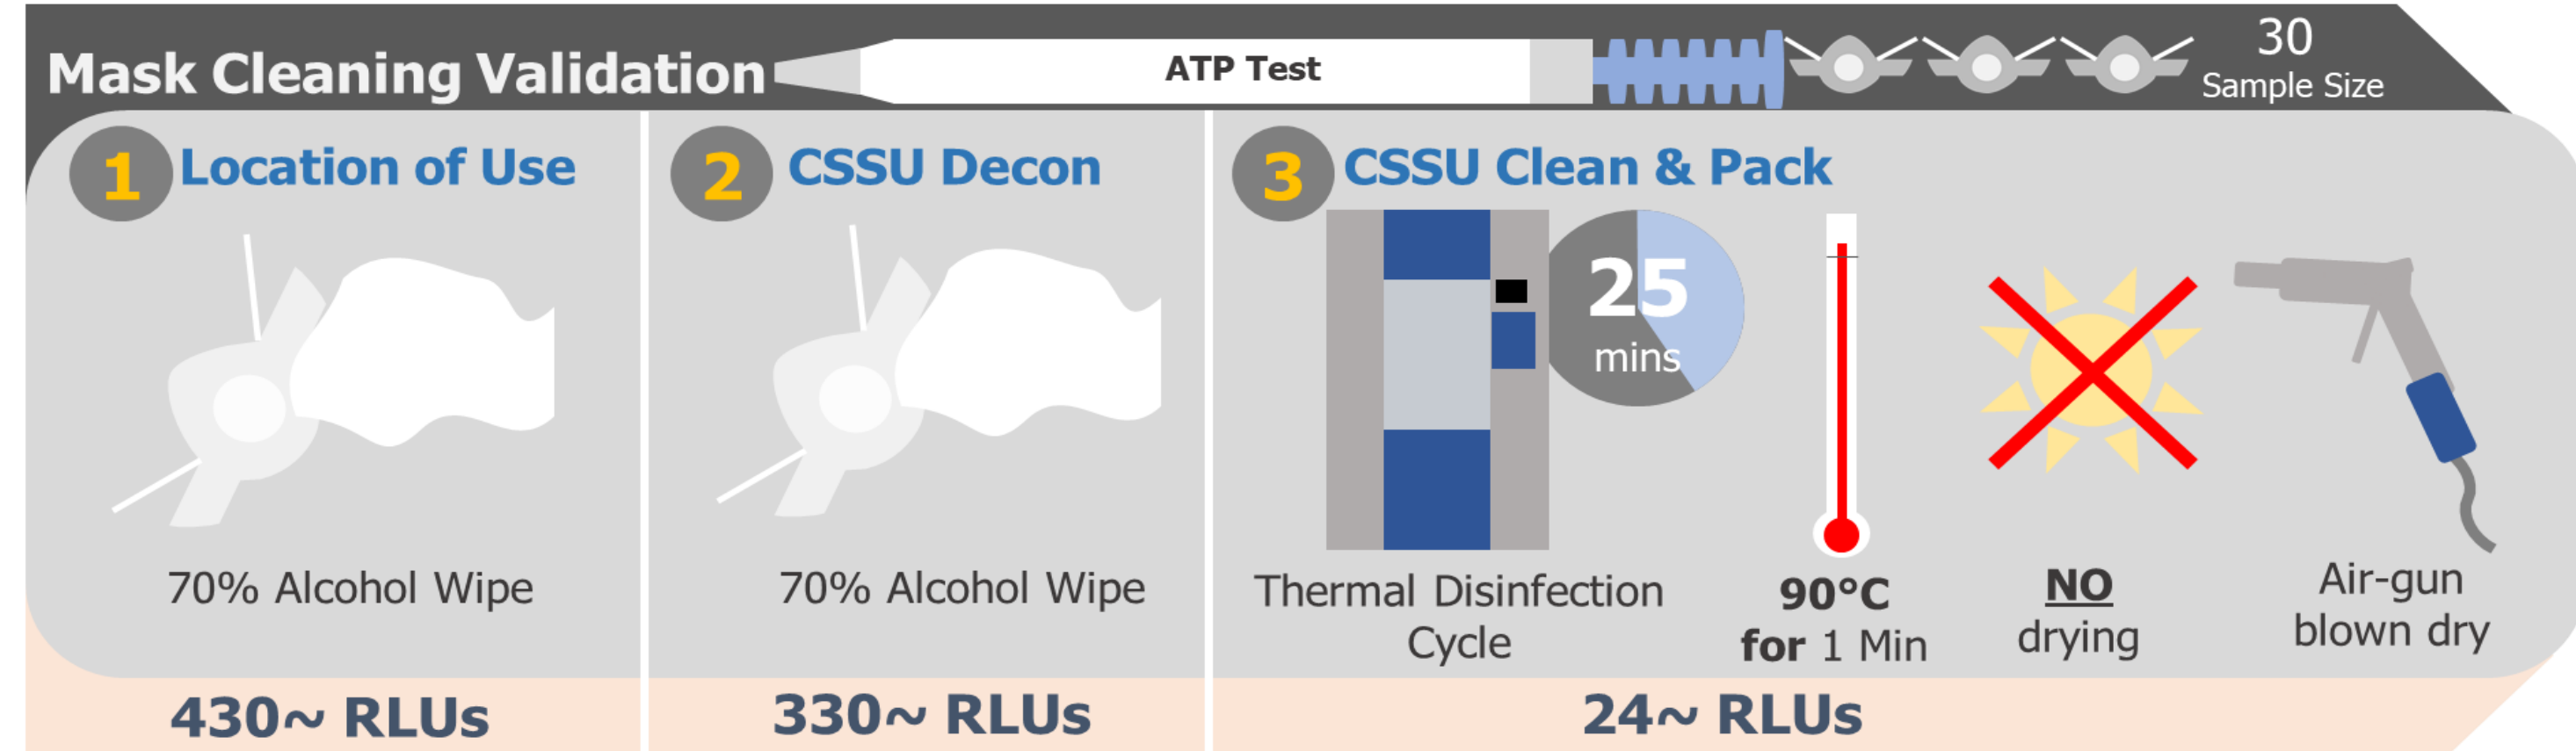 Mask Cleaning Validation
ATP Test
30
Sample Size
1 Location of Use
70% Alcohol Wipe
430~ RLUs
2 CSSU Decon
70% Alcohol Wipe
330~ RLUs
3 CSSU Clean & Pack
25
mins
Thermal Disinfection
Cycle
90°C
for 1 Min
NO
drying
Air-gun
blown dry
24~ RLUs